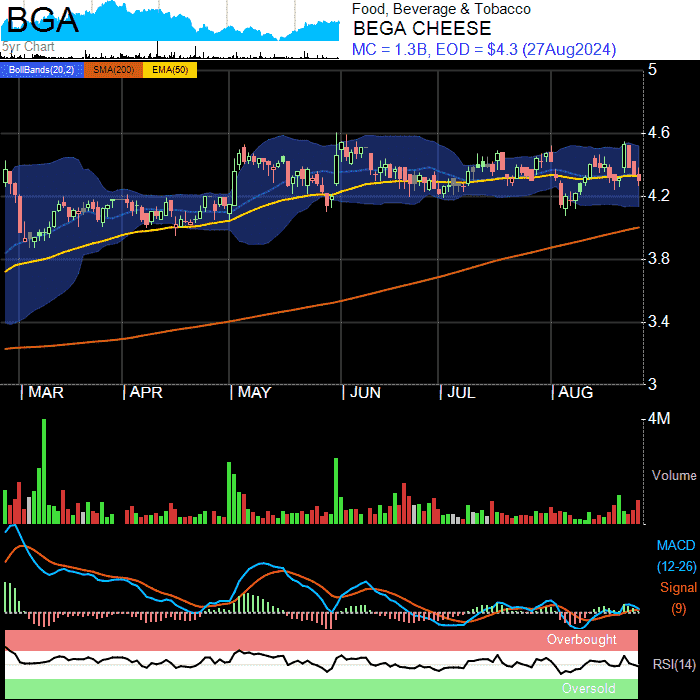 BGA
5yr Chart
Food, Beverage & Tobacco
BEGA CHEESE
MC = 1.3B, EOD = $4.3 (27Aug2024)
BollBands(20,2) SMA(200) EMA(50)
5
4.6
4.2
3.8
3.4
3
MAR APR MAY JUN JUL AUG
4M
Volume
MACD
(12-26)
Signal
(9)
Overbought
RSI(14)
Oversold